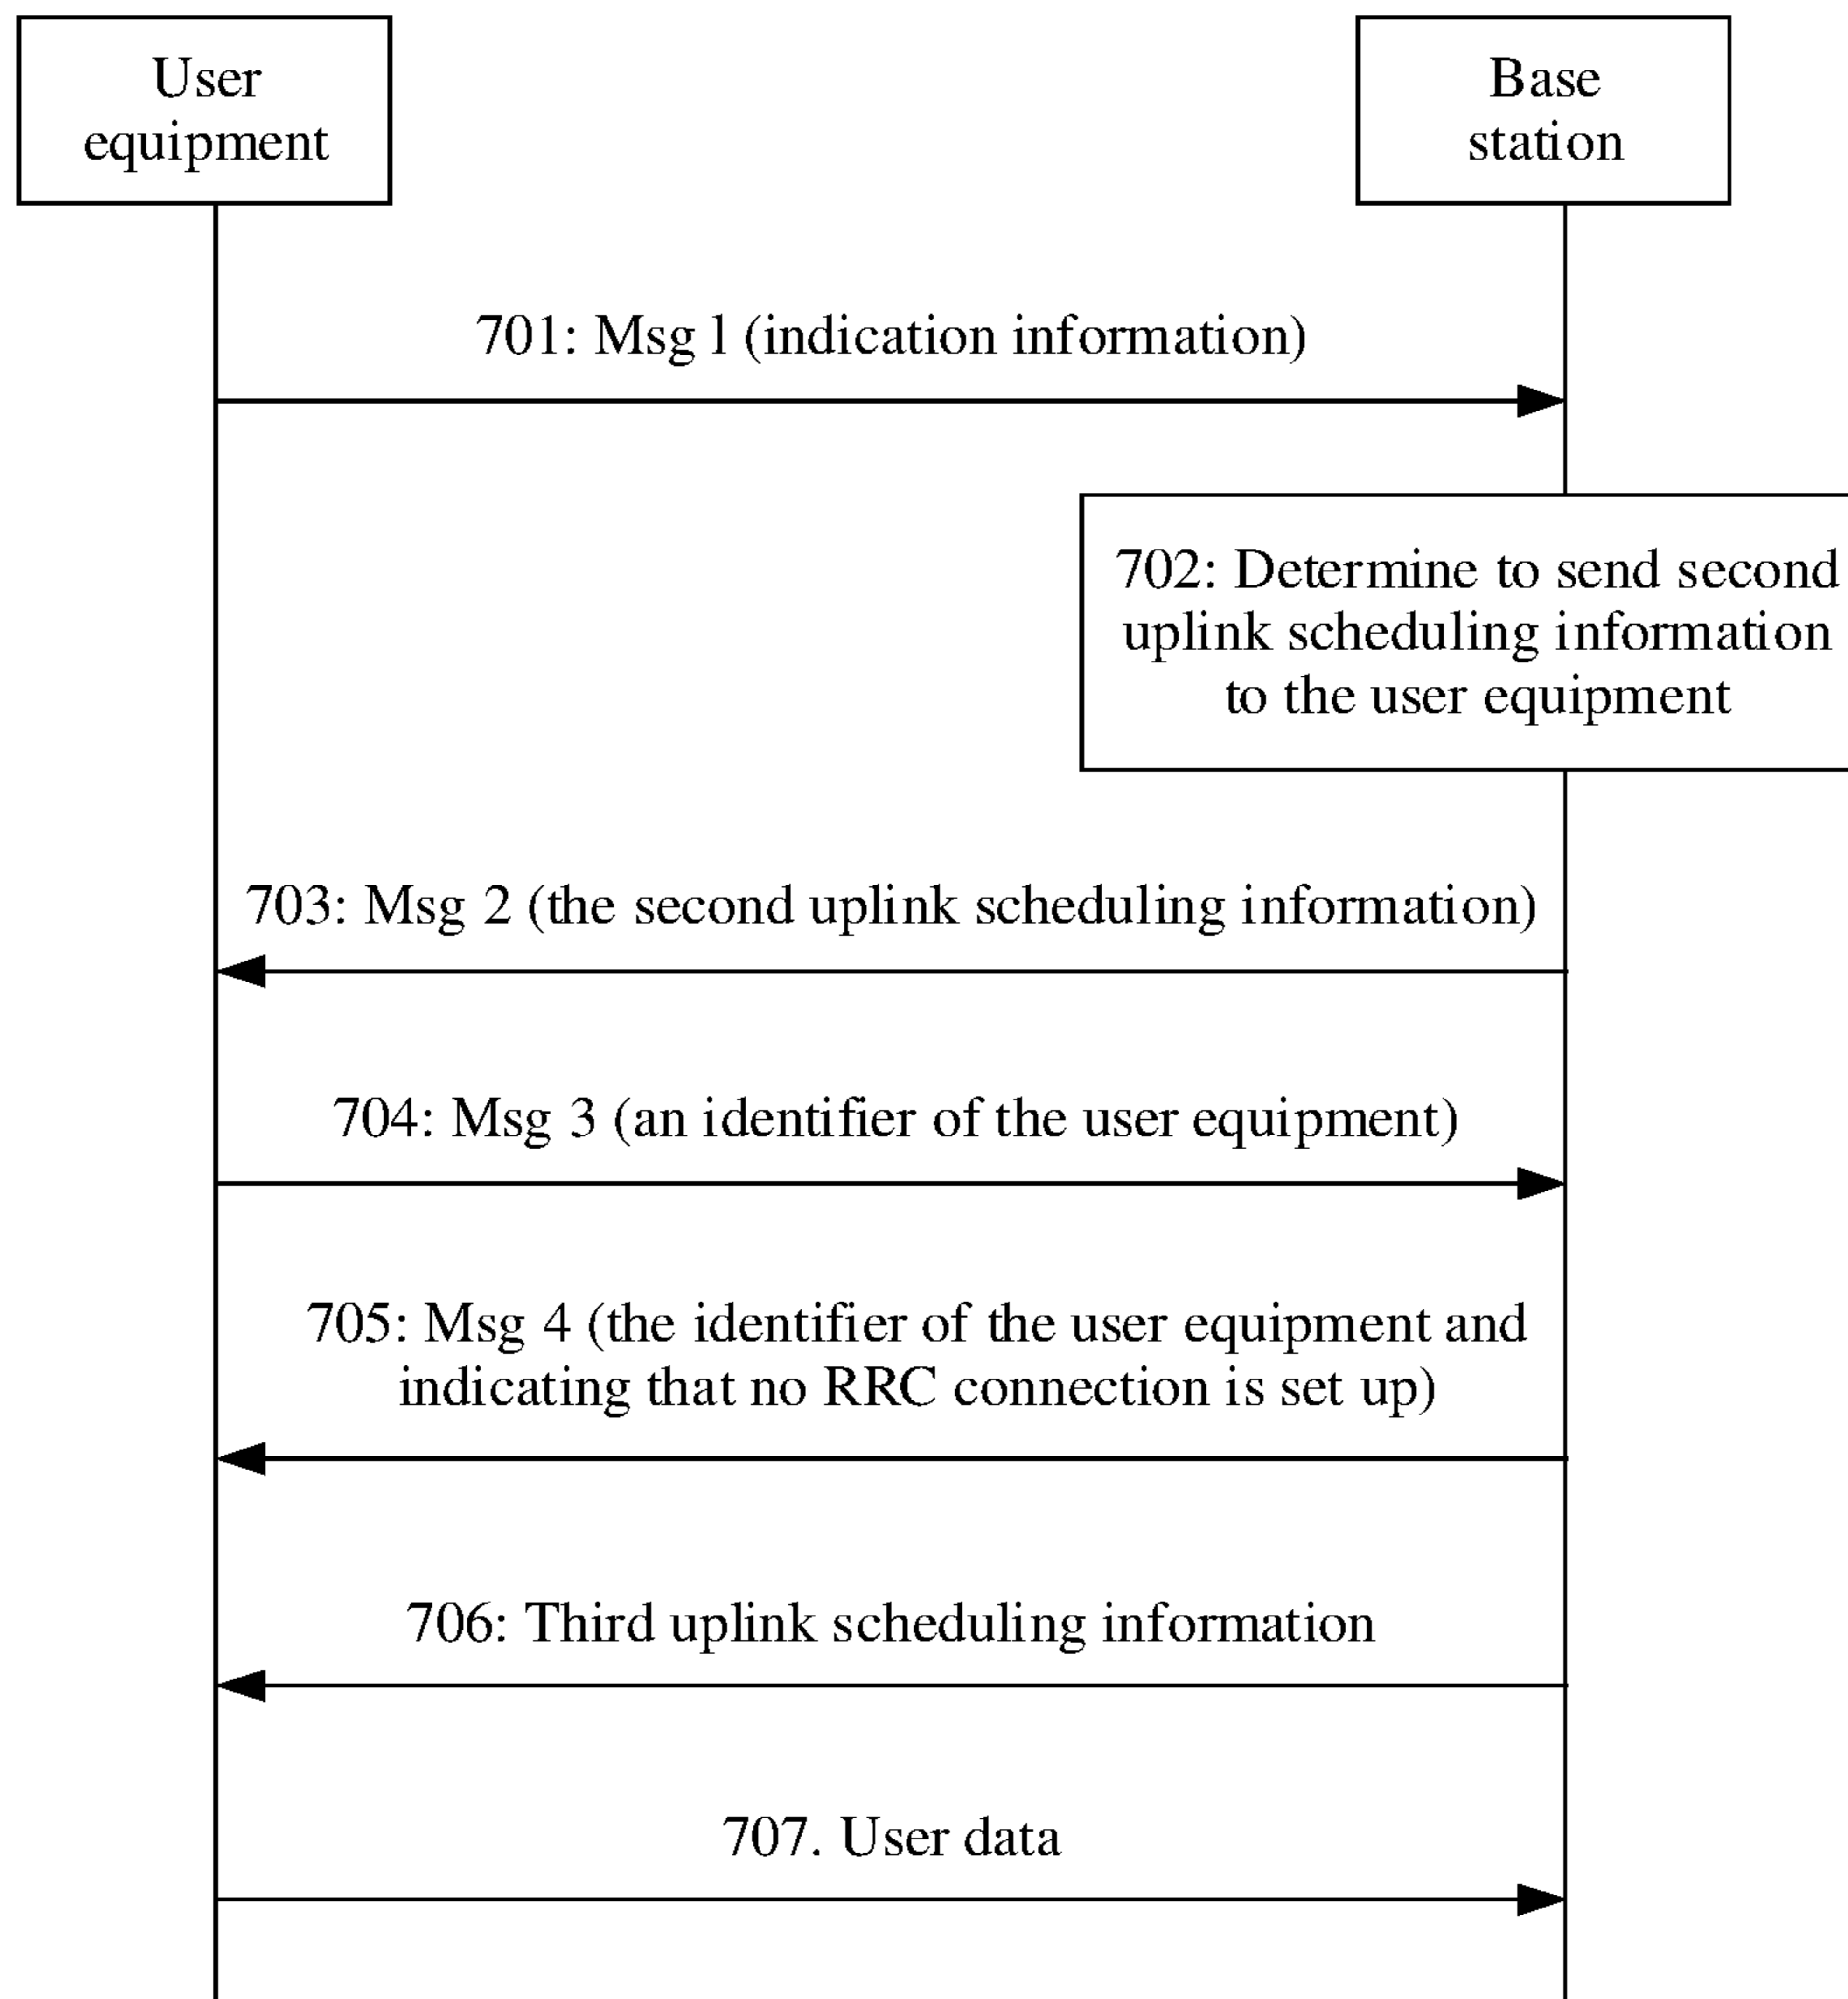 User
equipment
Base
station
701: Msg 1 (indication information)
702: Determine to send second
uplink scheduling information
to the user equipment
703: Msg 2 (the second uplink scheduling information)
704: Msg 3 (an identifier of the user equipment)
705: Msg 4 (the identifier of the user equipment and
indicating that no RRC connection is set up)
706: Third uplink scheduling information
707. User data